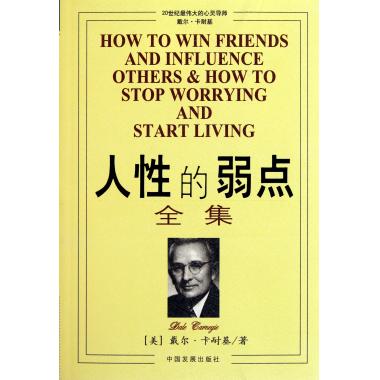 20世纪最伟大的心灵导师
戴尔·卡耐基
HOW TO WIN FRIENDS
AND INFLUENCE
OTHERS & HOW TO
STOP WORRYING
AND
START LIVING
人性的弱点
全集
Dale Carnegie
[美] 戴尔·卡耐基/著
中国发展出版社